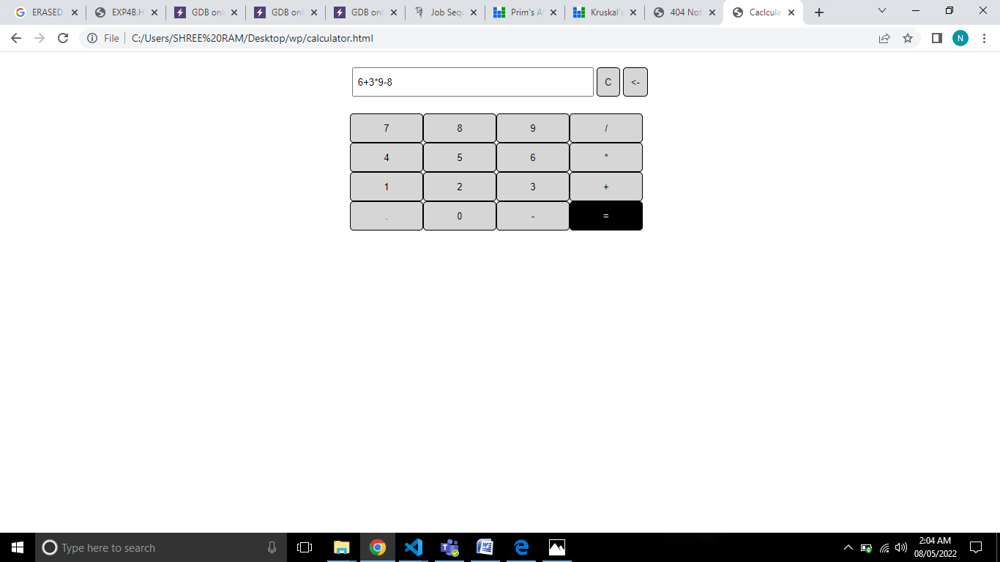 ERASED
EXP4B.H
GDB onl
GDB onl
GDB onl
Job Sequ
Prim's Al
Kruskal's
404 Not
Caclcula
File
C:/Users/SHREE%20RAM/Desktop/wp/calculator.html
N
6+3*9-8
C
<-
7 8 9 /
4 5 6 *
1 2 3 +
. 0 - =
Type here to search
2:04 AM
08/05/2022